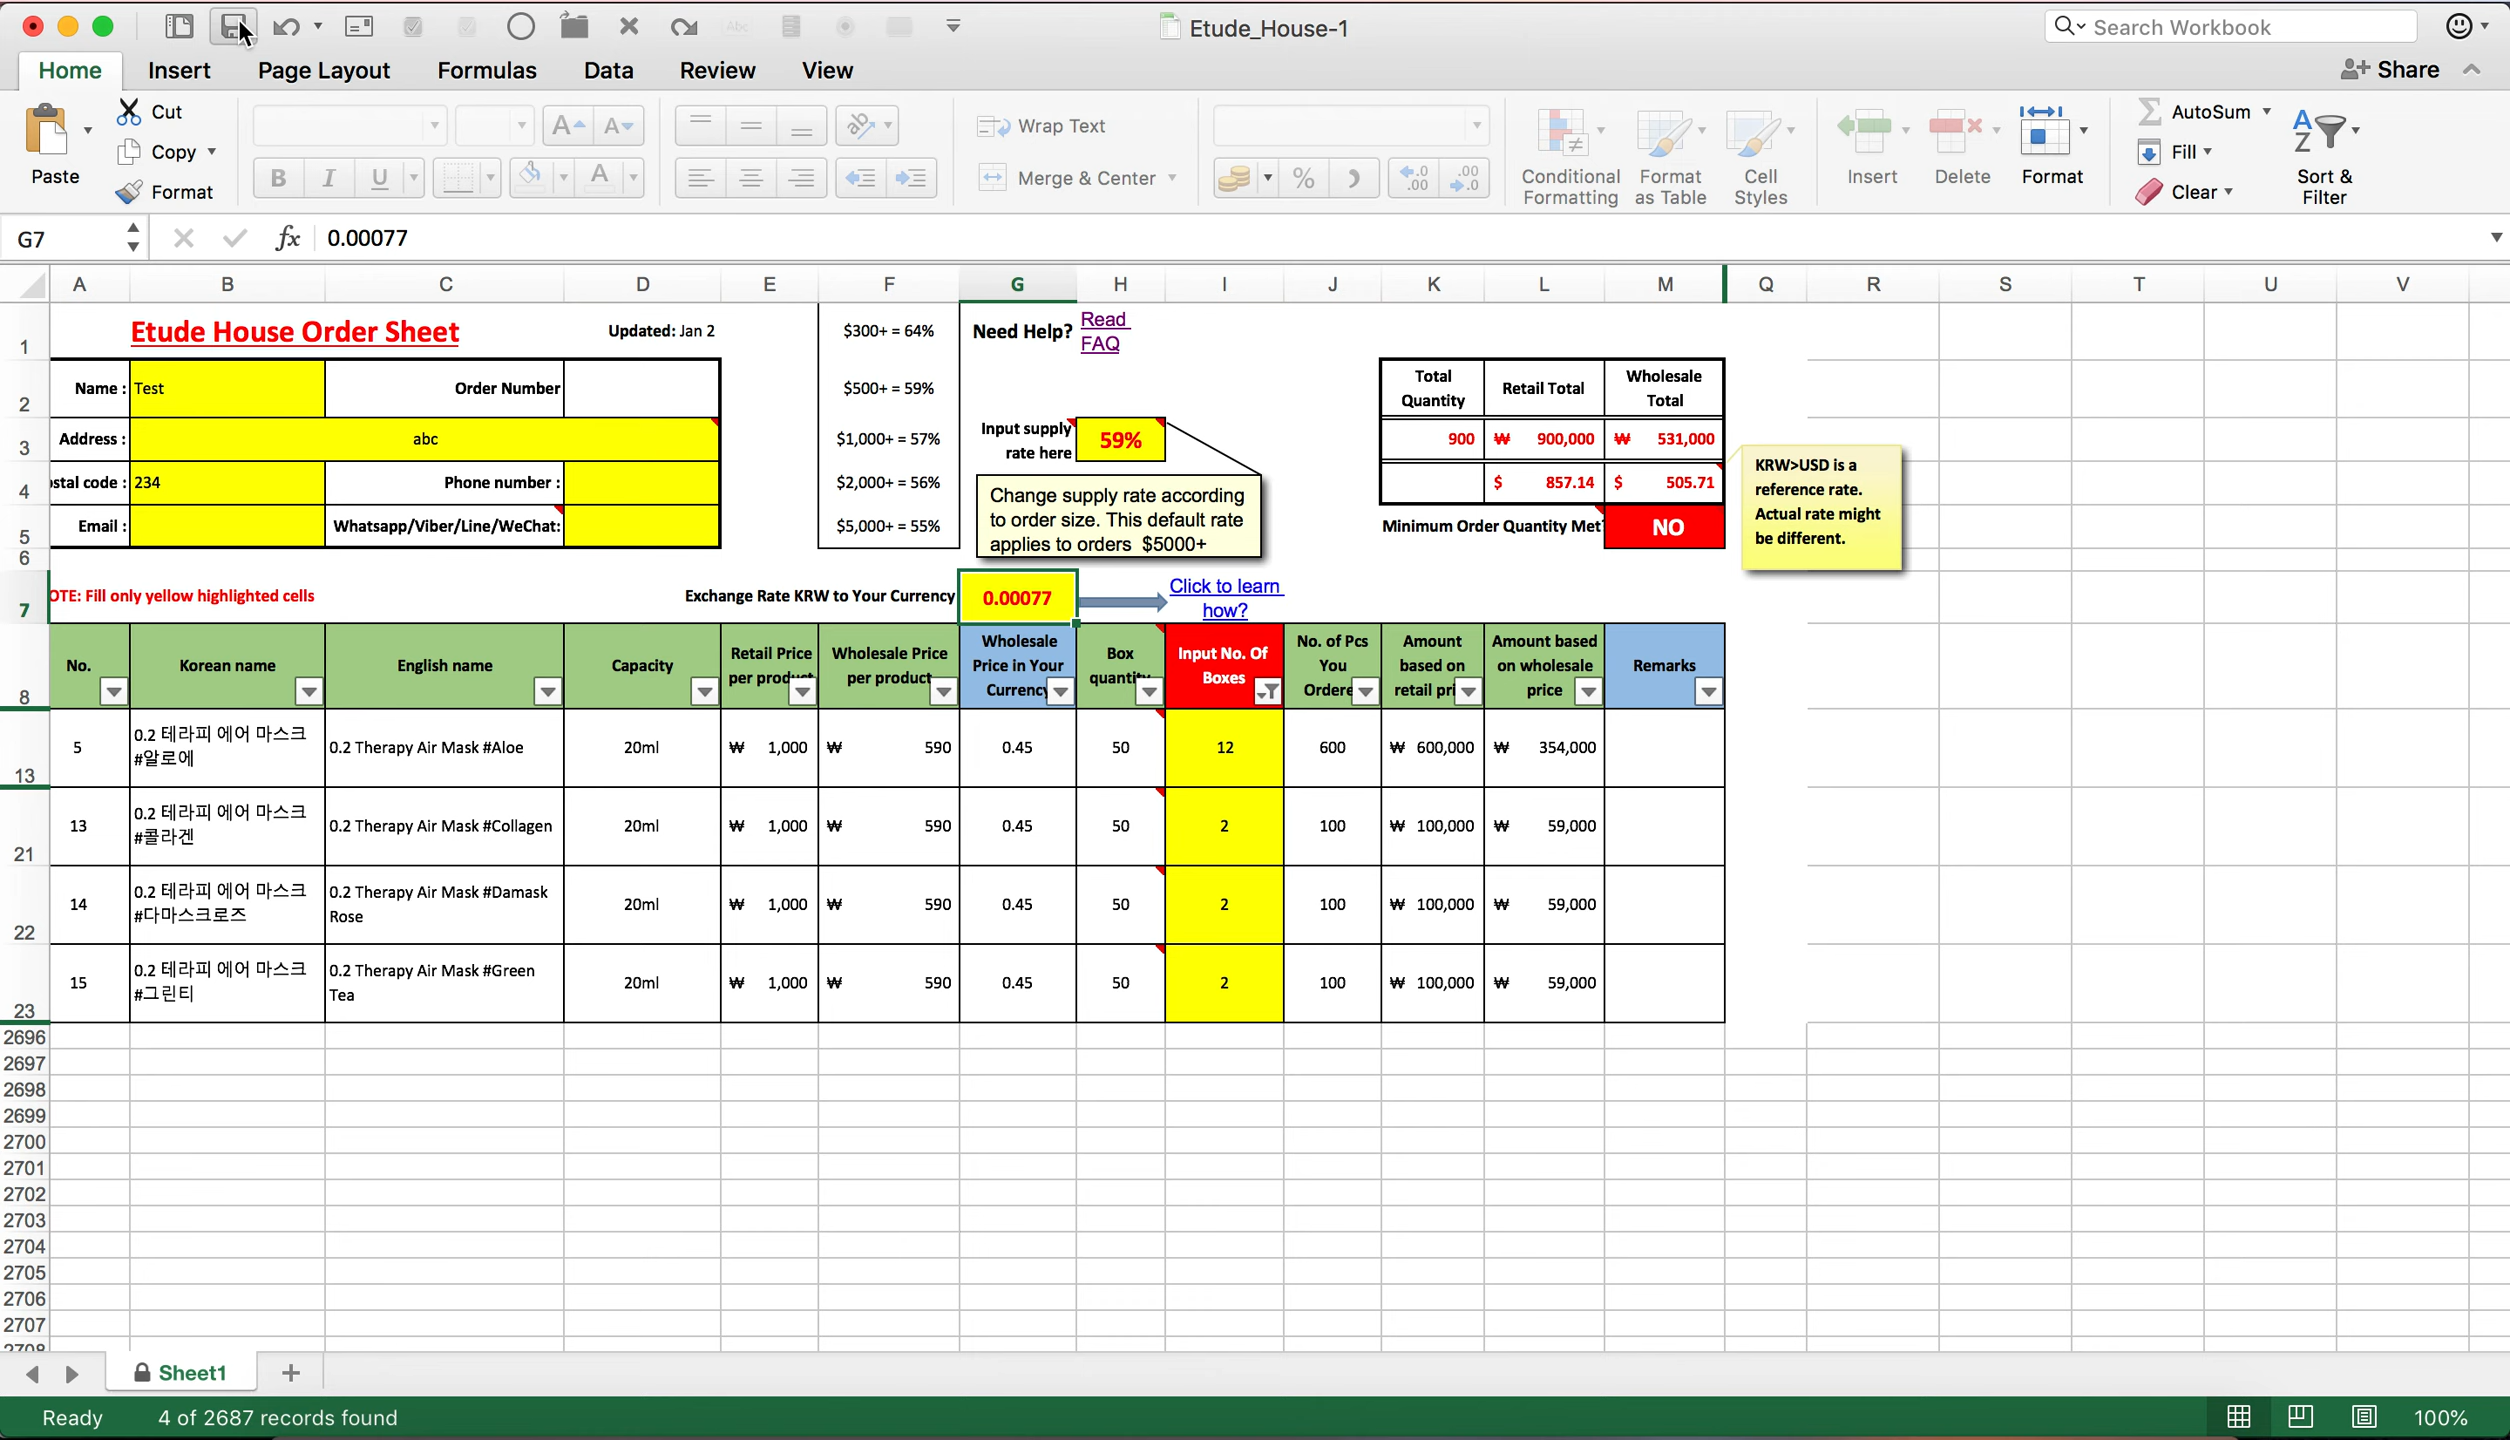 Etude_House-1
Search Workbook
Home
Insert
Page Layout
Formulas
Data
Review
View
Share
Paste
Cut
Copy
Format
Wrap Text
Merge & Center
Conditional
Formatting
Format
as Table
Cell
Styles
Insert
Delete
Format
AutoSum
Fill
Clear
Sort &
Filter
G7
fx
0.00077
A B C D E F G H I J K L M Q R S T U V
1
Etude House Order Sheet
Updated: Jan 2
$300+ = 64%
Need Help?
Read
FAQ
2
Name :
Test
Order Number
$500+ = 59%
Total
Quantity
Retail Total
Wholesale
Total
3
Address :
abc
$1,000+ = 57%
Input supply
rate here
59%
900
₩ 900,000
₩ 531,000
4
stal code :
234
Phone number :
$2,000+ = 56%
$ 857.14
$ 505.71
5
Email :
Whatsapp/Viber/Line/WeChat:
$5,000+ = 55%
Change supply rate according
to order size. This default rate
applies to orders $5000+
Minimum Order Quantity Met
NO
KRW>USD is a
reference rate.
Actual rate might
be different.
6
7
OTE: Fill only yellow highlighted cells
Exchange Rate KRW to Your Currency
0.00077
Click to learn
how?
8
No.
Korean name
English name
Capacity
Retail Price
per product
Wholesale Price
per product
Wholesale
Price in Your
Currency
Box
quantity
Input No. Of
Boxes
No. of Pcs
You
Ordere
Amount
based on
retail pri
Amount based
on wholesale
price
Remarks
13
5
0.2 테라피 에어 마스크
#알로에
0.2 Therapy Air Mask #Aloe
20ml
₩ 1,000
₩ 590
0.45
50
12
600
₩ 600,000
₩ 354,000
21
13
0.2 테라피 에어 마스크
#콜라겐
0.2 Therapy Air Mask #Collagen
20ml
₩ 1,000
₩ 590
0.45
50
2
100
₩ 100,000
₩ 59,000
22
14
0.2 테라피 에어 마스크
#다마스크로즈
0.2 Therapy Air Mask #Damask
Rose
20ml
₩ 1,000
₩ 590
0.45
50
2
100
₩ 100,000
₩ 59,000
23
15
0.2 테라피 에어 마스크
#그린티
0.2 Therapy Air Mask #Green
Tea
20ml
₩ 1,000
₩ 590
0.45
50
2
100
₩ 100,000
₩ 59,000
2696
2697
2698
2699
2700
2701
2702
2703
2704
2705
2706
2707
2708
Sheet1
Ready
4 of 2687 records found
100%